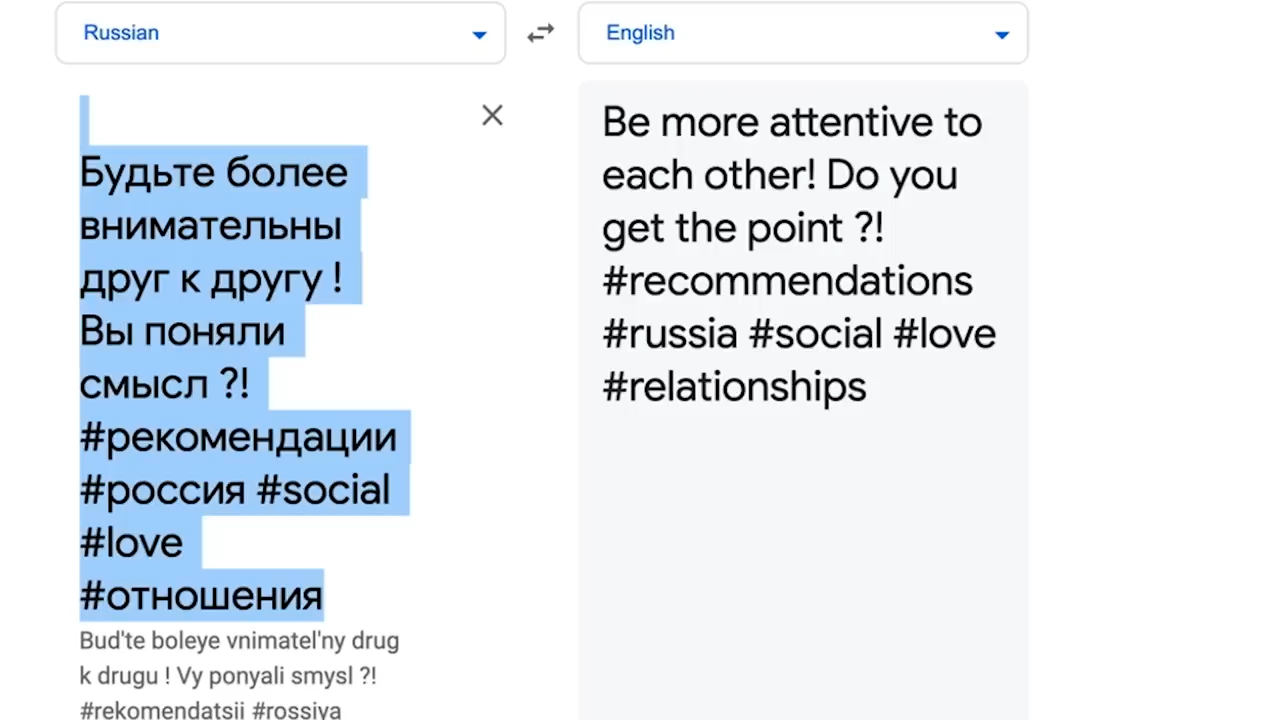 Russian
English
Будьте более
внимательны
друг к другу !
Вы поняли
смысл ?!
#рекомендации
#россия #social
#love
#отношения
Bud'te boleye vnimatel'ny drug
k drugu ! Vy ponyali smysl ?!
#rekomendatsii #rossiya
Be more attentive to
each other! Do you
get the point ?!
#recommendations
#russia #social #love
#relationships